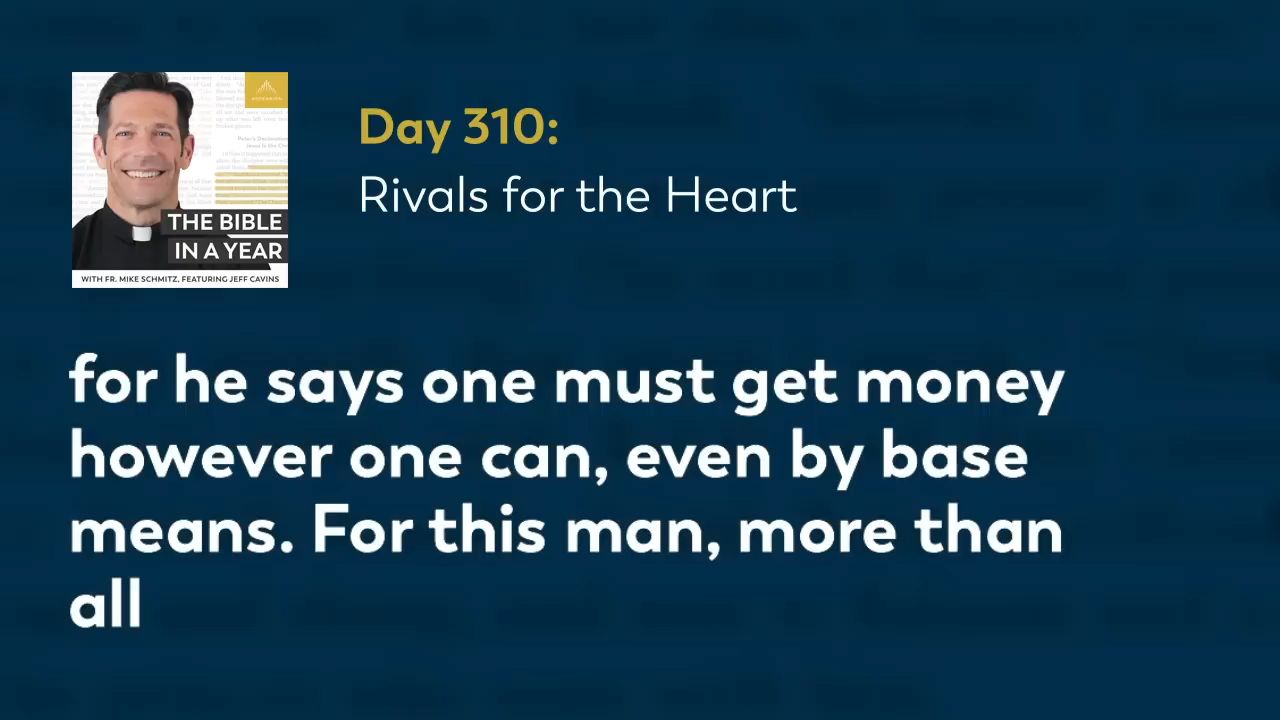 Day 310:
Rivals for the Heart
ASCENSION
THE BIBLE
IN A YEAR
WITH FR. MIKE SCHMITZ, FEATURING JEFF CAVINS
for he says one must get money
however one can, even by base
means. For this man, more than
all